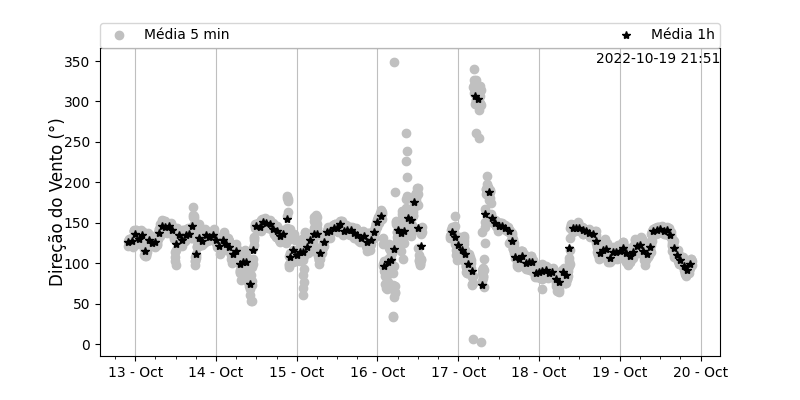 Média 5 min
Média 1h
2022-10-19 21:51
Direção do Vento (°)
350
300
250
200
150
100
50
0
13 - Oct
14 - Oct
15 - Oct
16 - Oct
17 - Oct
18 - Oct
19 - Oct
20 - Oct